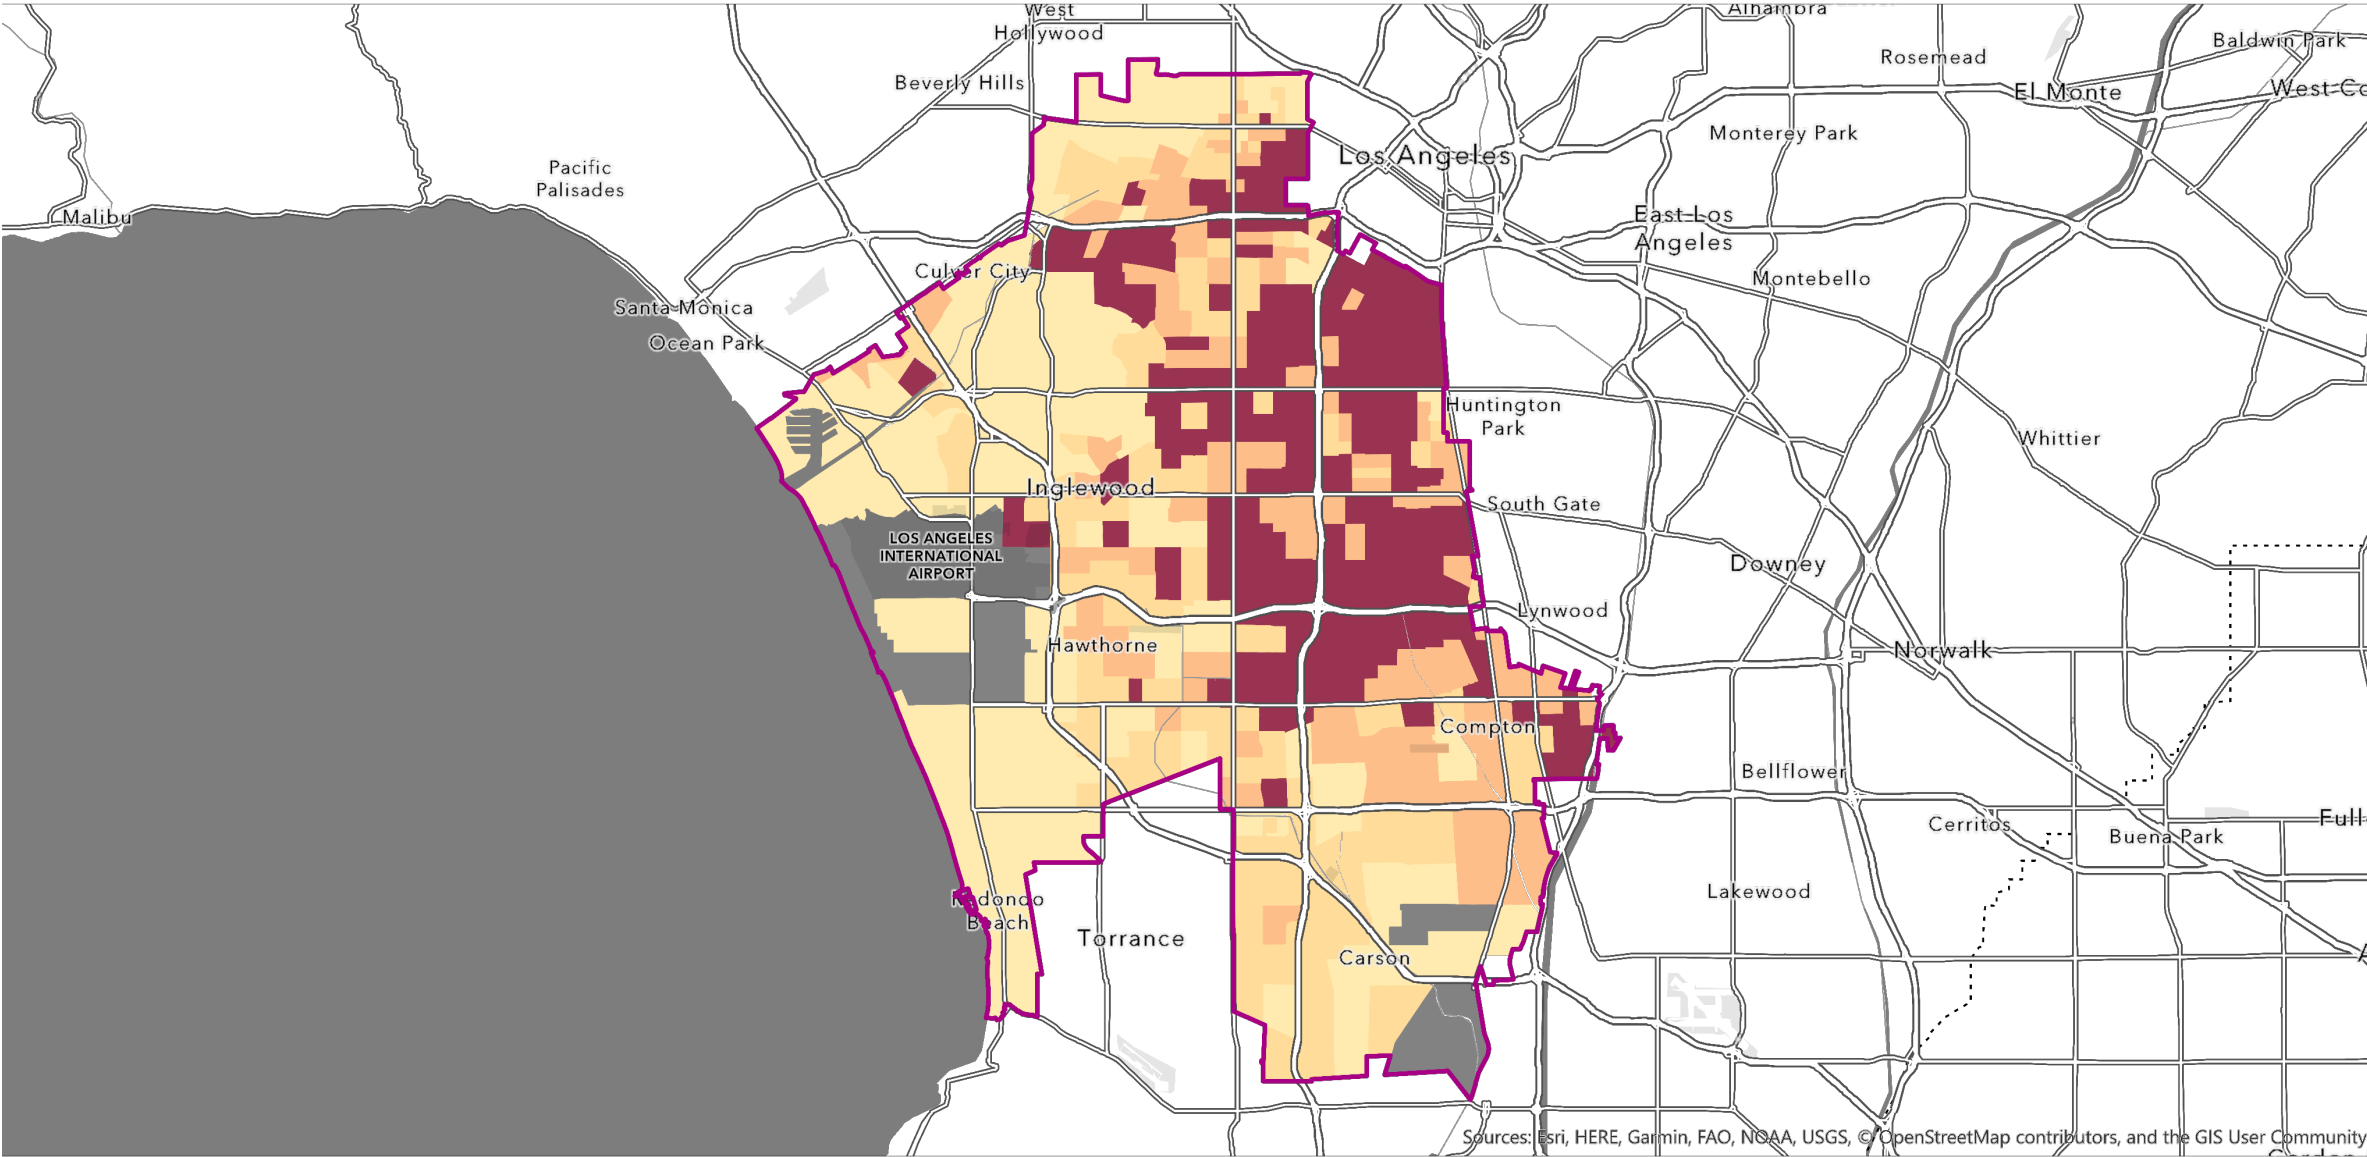 West
Hollywood
Alhambra
Baldwin Park
Rosemead
Beverly Hills
El Monte
West Co
Monterey Park
Los Angeles
Pacific
Palisades
Malibu
East Los
Angeles
Culver City
Montebello
Santa Monica
Ocean Park
Huntington
Park
Whittier
Inglewood
South Gate
LOS ANGELES
INTERNATIONAL
AIRPORT
Downey
Lynwood
Hawthorne
Norwalk
Compton
Bellflower
Cerritos
Full
Buena Park
Lakewood
Redondo
Beach
Torrance
Carson
Sources: Esri, HERE, Garmin, FAO, NOAA, USGS, © OpenStreetMap contributors, and the GIS User Community